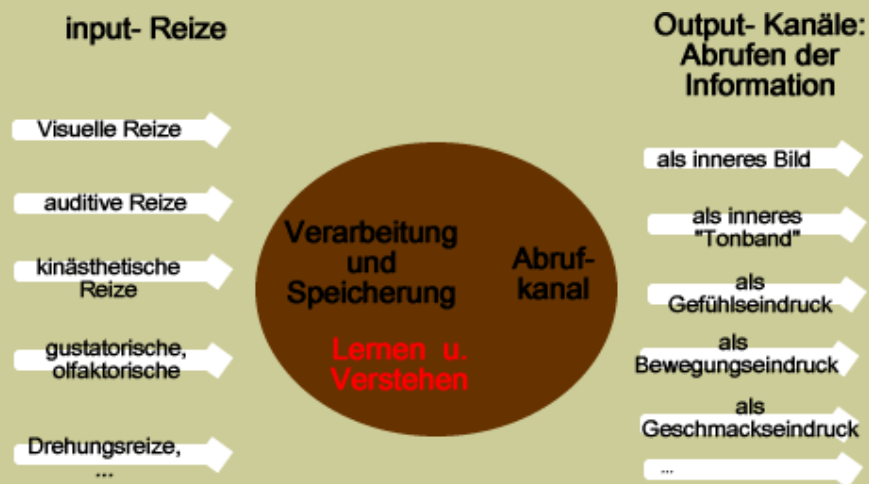 input- Reize
Visuelle Reize
auditive Reize
kinästhetische
Reize
gustatorische,
olfaktorische
Drehungsreize,
...
Verarbeitung
und
Speicherung
Lernen u.
Verstehen
Abruf-
kanal
Output- Kanäle:
Abrufen der
Information
als inneres Bild
als inneres
"Tonband"
als
Gefühlseindruck
als
Bewegungseindruck
als
Geschmackseindruck
...